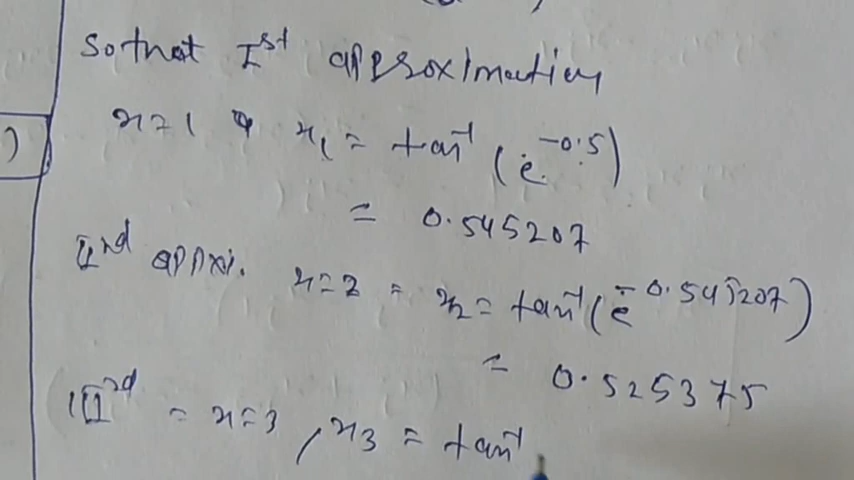 So that Ist approximation
n=1 x₁ = tan⁻¹ (e^-0.5)
= 0.545207
IInd approxi. n=2 = x₂ = tan⁻¹ (e^-0.545207)
= 0.525375
IIIrd = n=3, x₃ = tan⁻¹